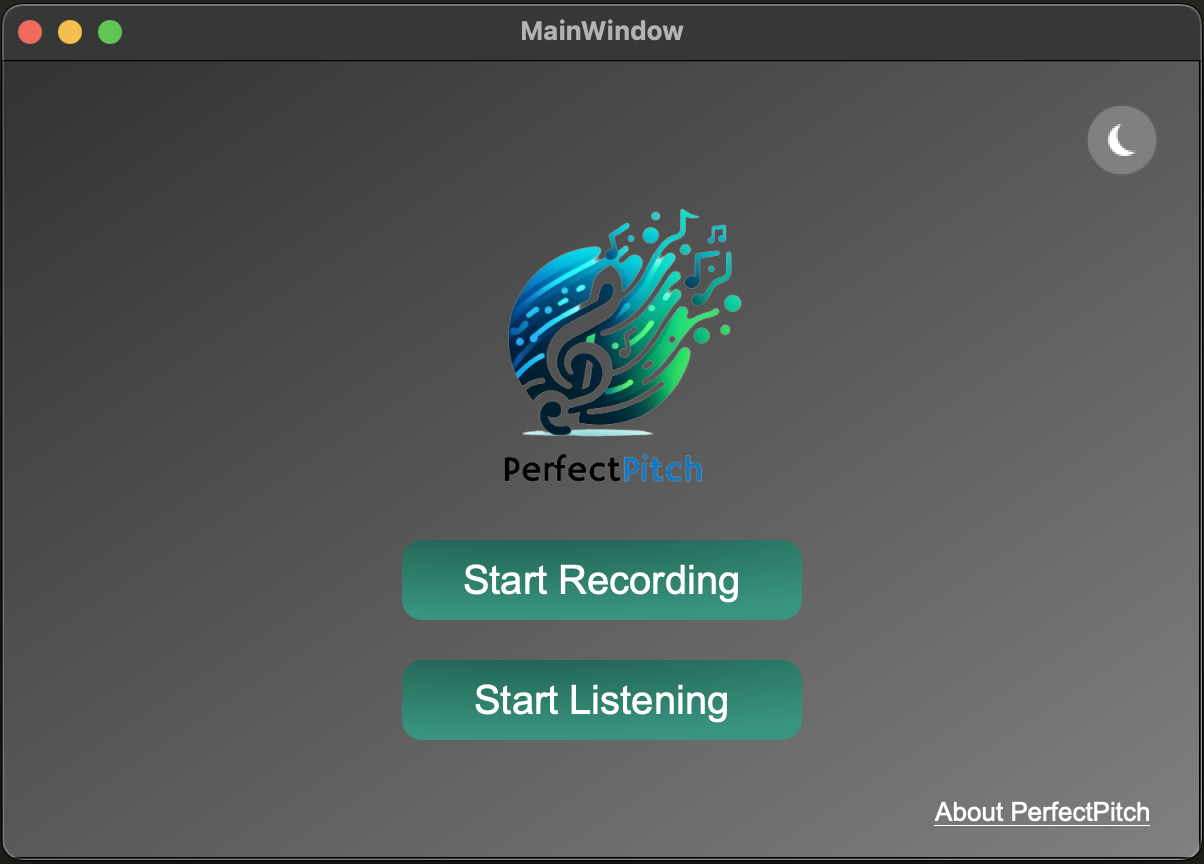 MainWindow
PerfectPitch
Start Recording
Start Listening
About PerfectPitch